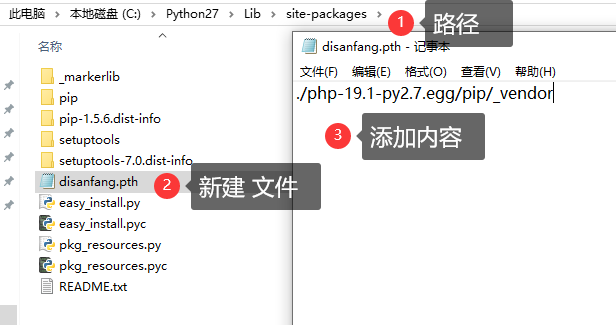 此电脑 > 本地磁盘 (C:) > Python27 > Lib > site-packages >
1 路径
名称
_markerlib
pip
pip-1.5.6.dist-info
setuptools
setuptools-7.0.dist-info
disanfang.pth
2 新建 文件
easy_install.py
easy_install.pyc
pkg_resources.py
pkg_resources.pyc
README.txt
disanfang.pth - 记事本
文件(F) 编辑(E) 格式(O) 查看(V) 帮助(H)
./php-19.1-py2.7.egg/pip/_vendor
3 添加内容